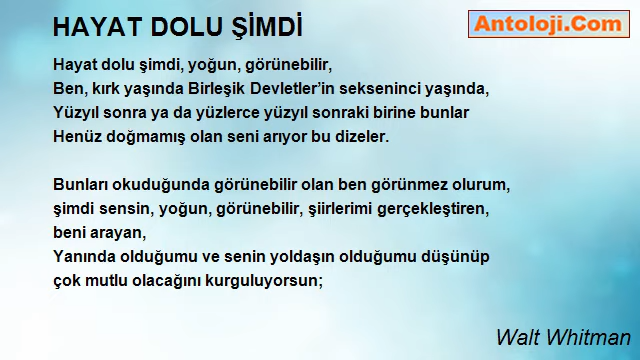 HAYAT DOLU ŞİMDİ
Antoloji.Com
Hayat dolu şimdi, yoğun, görünebilir,
Ben, kırk yaşında Birleşik Devletler’in sekseninci yaşında,
Yüzyıl sonra ya da yüzlerce yüzyıl sonraki birine bunlar
Henüz doğmamış olan seni arıyor bu dizeler.
Bunları okuduğunda görünebilir olan ben görünmez olurum,
şimdi sensin, yoğun, görünebilir, şiirlerimi gerçekleştiren,
beni arayan,
Yanında olduğumu ve senin yoldaşın olduğumu düşünüp
çok mutlu olacağını kurguluyorsun;
Walt Whitman